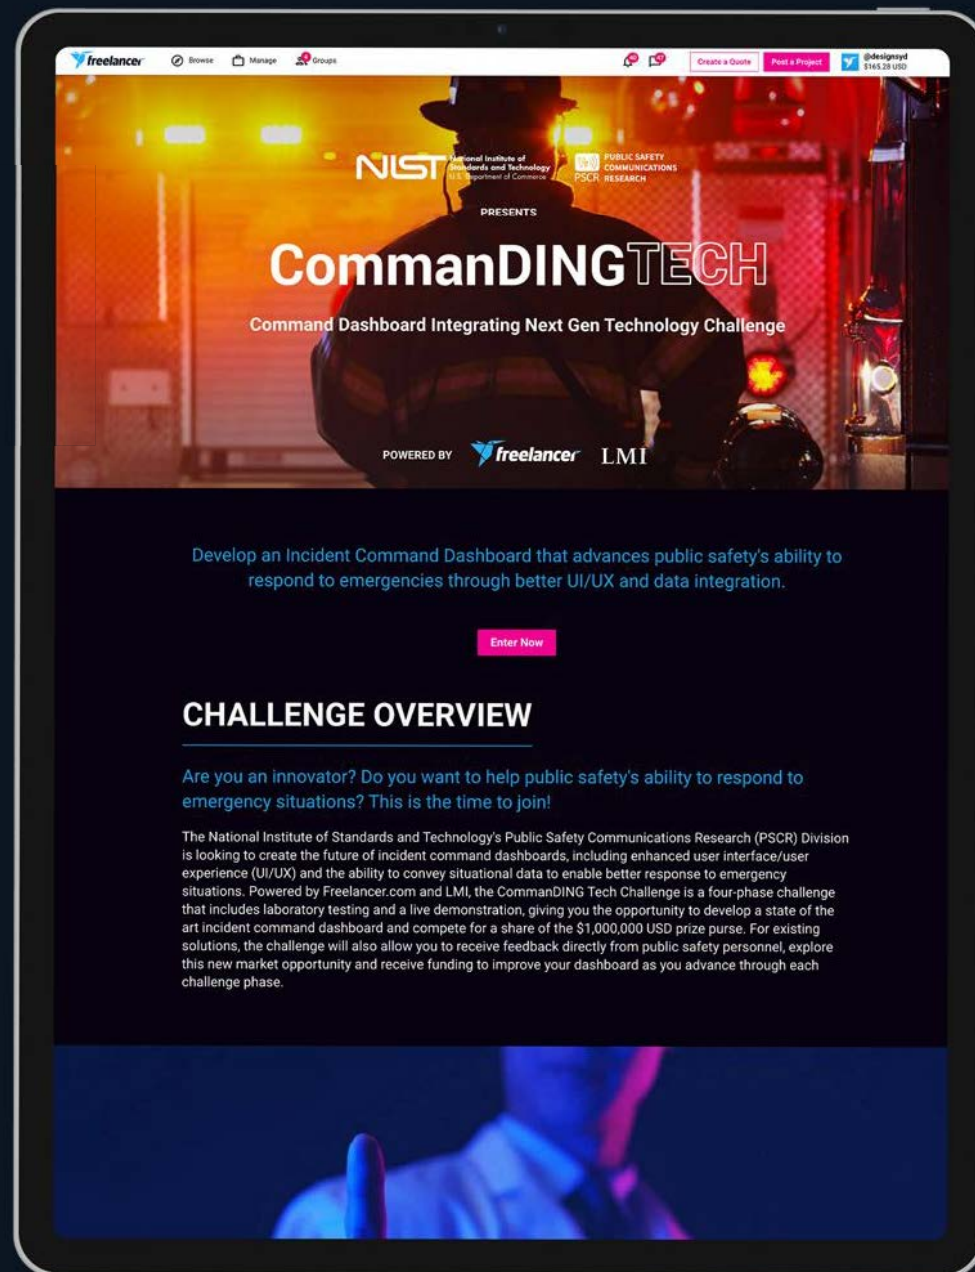 freelancer
Browse
Manage
Groups
Create a Quote
Post a Project
@designsyd
$165.28 USD
NIST
National Institute of
Standards and Technology
U.S. Department of Commerce
PSCR
PUBLIC SAFETY
COMMUNICATIONS
RESEARCH
PRESENTS
CommanDINGTECH
Command Dashboard Integrating Next Gen Technology Challenge
POWERED BY freelancer LMI
Develop an Incident Command Dashboard that advances public safety's ability to
respond to emergencies through better UI/UX and data integration.
Enter Now
CHALLENGE OVERVIEW
Are you an innovator? Do you want to help public safety's ability to respond to
emergency situations? This is the time to join!
The National Institute of Standards and Technology's Public Safety Communications Research (PSCR) Division
is looking to create the future of incident command dashboards, including enhanced user interface/user
experience (UI/UX) and the ability to convey situational data to enable better response to emergency
situations. Powered by Freelancer.com and LMI, the CommanDING Tech Challenge is a four-phase challenge
that includes laboratory testing and a live demonstration, giving you the opportunity to develop a state of the
art incident command dashboard and compete for a share of the $1,000,000 USD prize purse. For existing
solutions, the challenge will also allow you to receive feedback directly from public safety personnel, explore
this new market opportunity and receive funding to improve your dashboard as you advance through each
challenge phase.